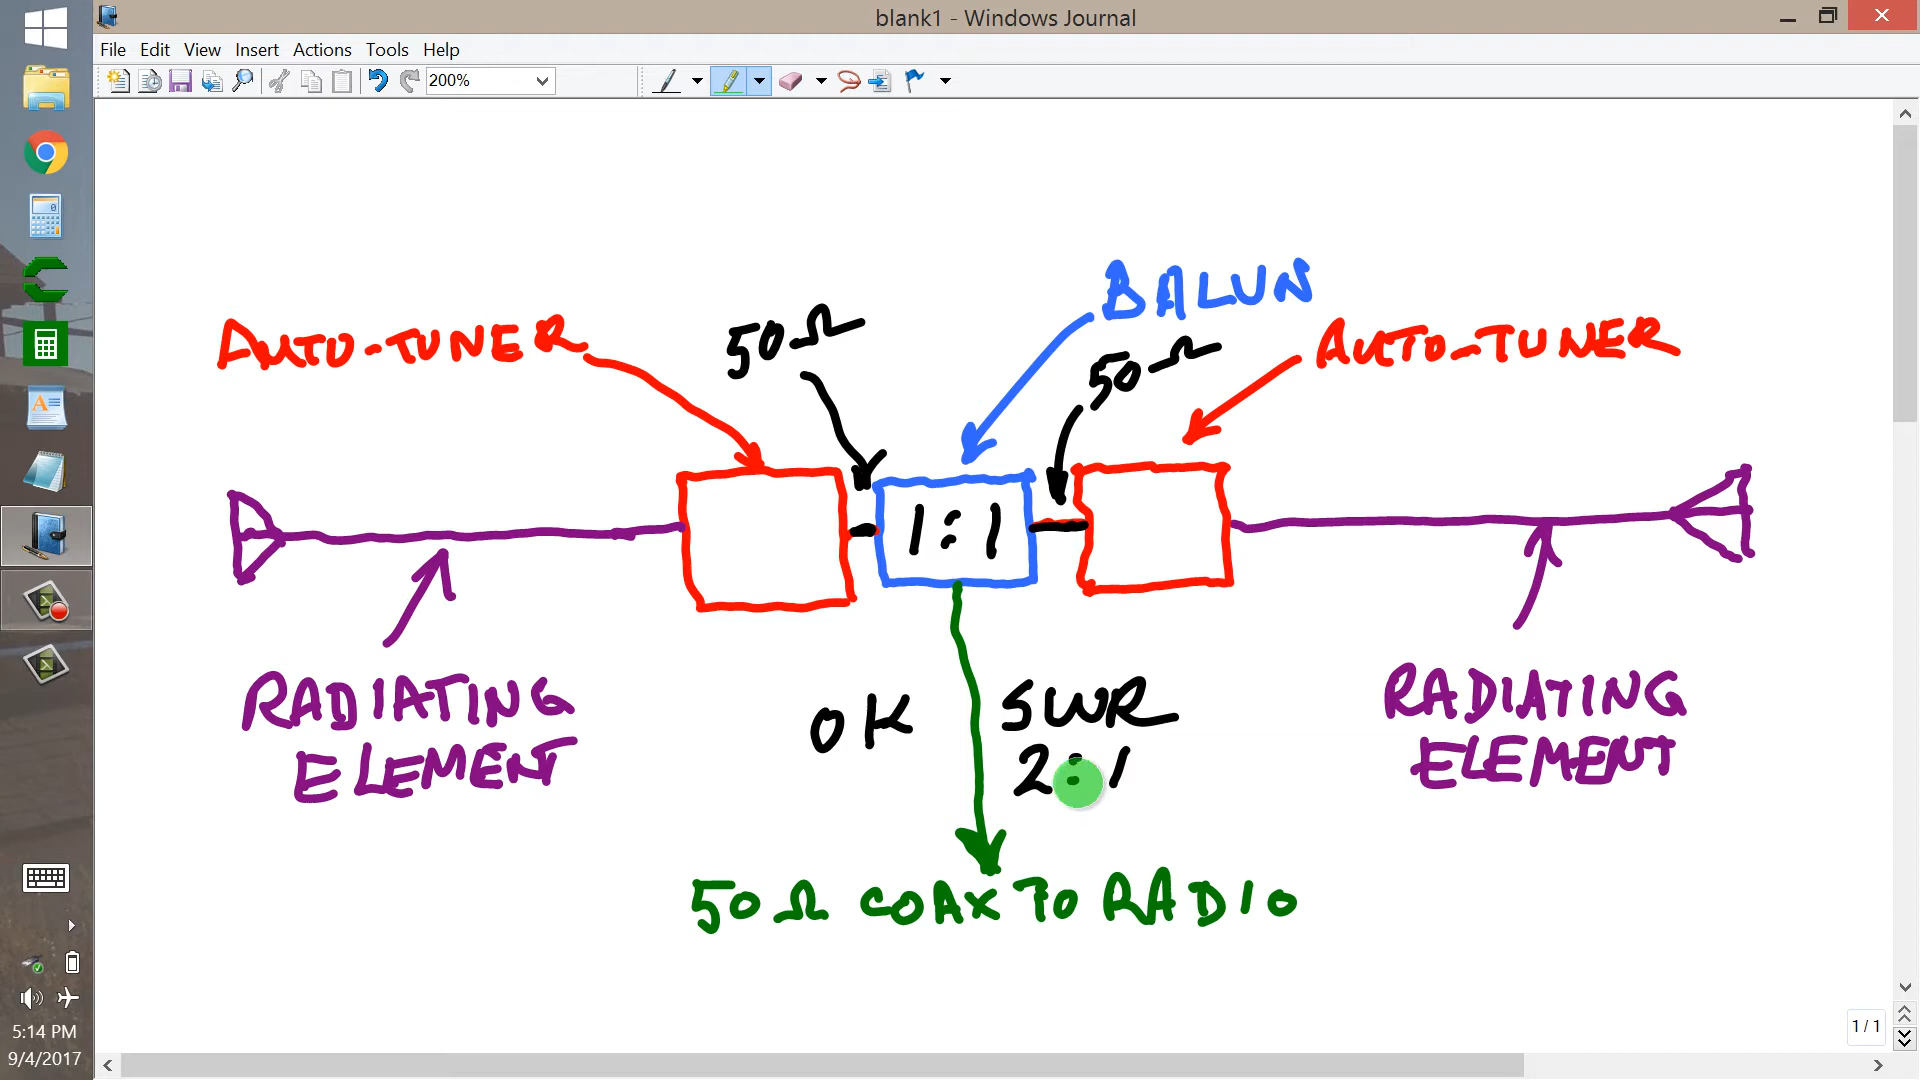 blank1 - Windows Journal
File Edit View Insert Actions Tools Help
200%
BALUN
50Ω
AUTO-TUNER
50Ω
AUTO-TUNER
1:1
RADIATING
ELEMENT
OK
SWR
2:1
RADIATING
ELEMENT
50Ω COAX TO RADIO
1 / 1
5:14 PM
9/4/2017